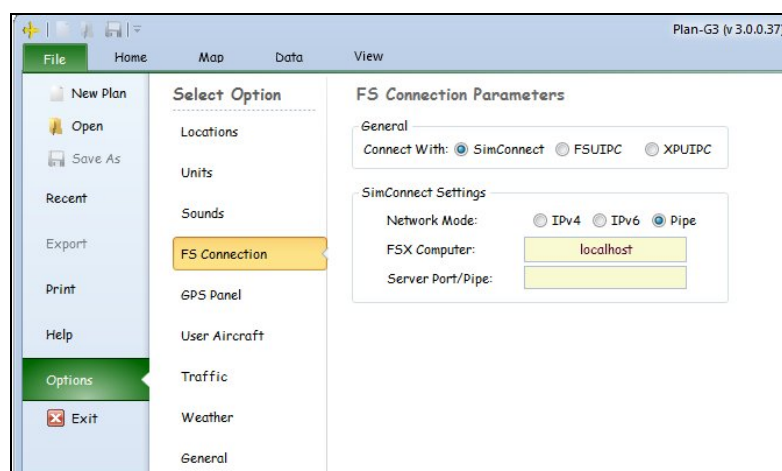 Plan-G3 (v 3.0.0.37)
File Home Map Data View
New Plan
Open
Save As
Recent
Export
Print
Help
Options
Exit
Select Option
Locations
Units
Sounds
FS Connection
GPS Panel
User Aircraft
Traffic
Weather
General
FS Connection Parameters
General
Connect With: SimConnect FSUIPC XPUIPC
SimConnect Settings
Network Mode: IPv4 IPv6 Pipe
FSX Computer: localhost
Server Port/Pipe: